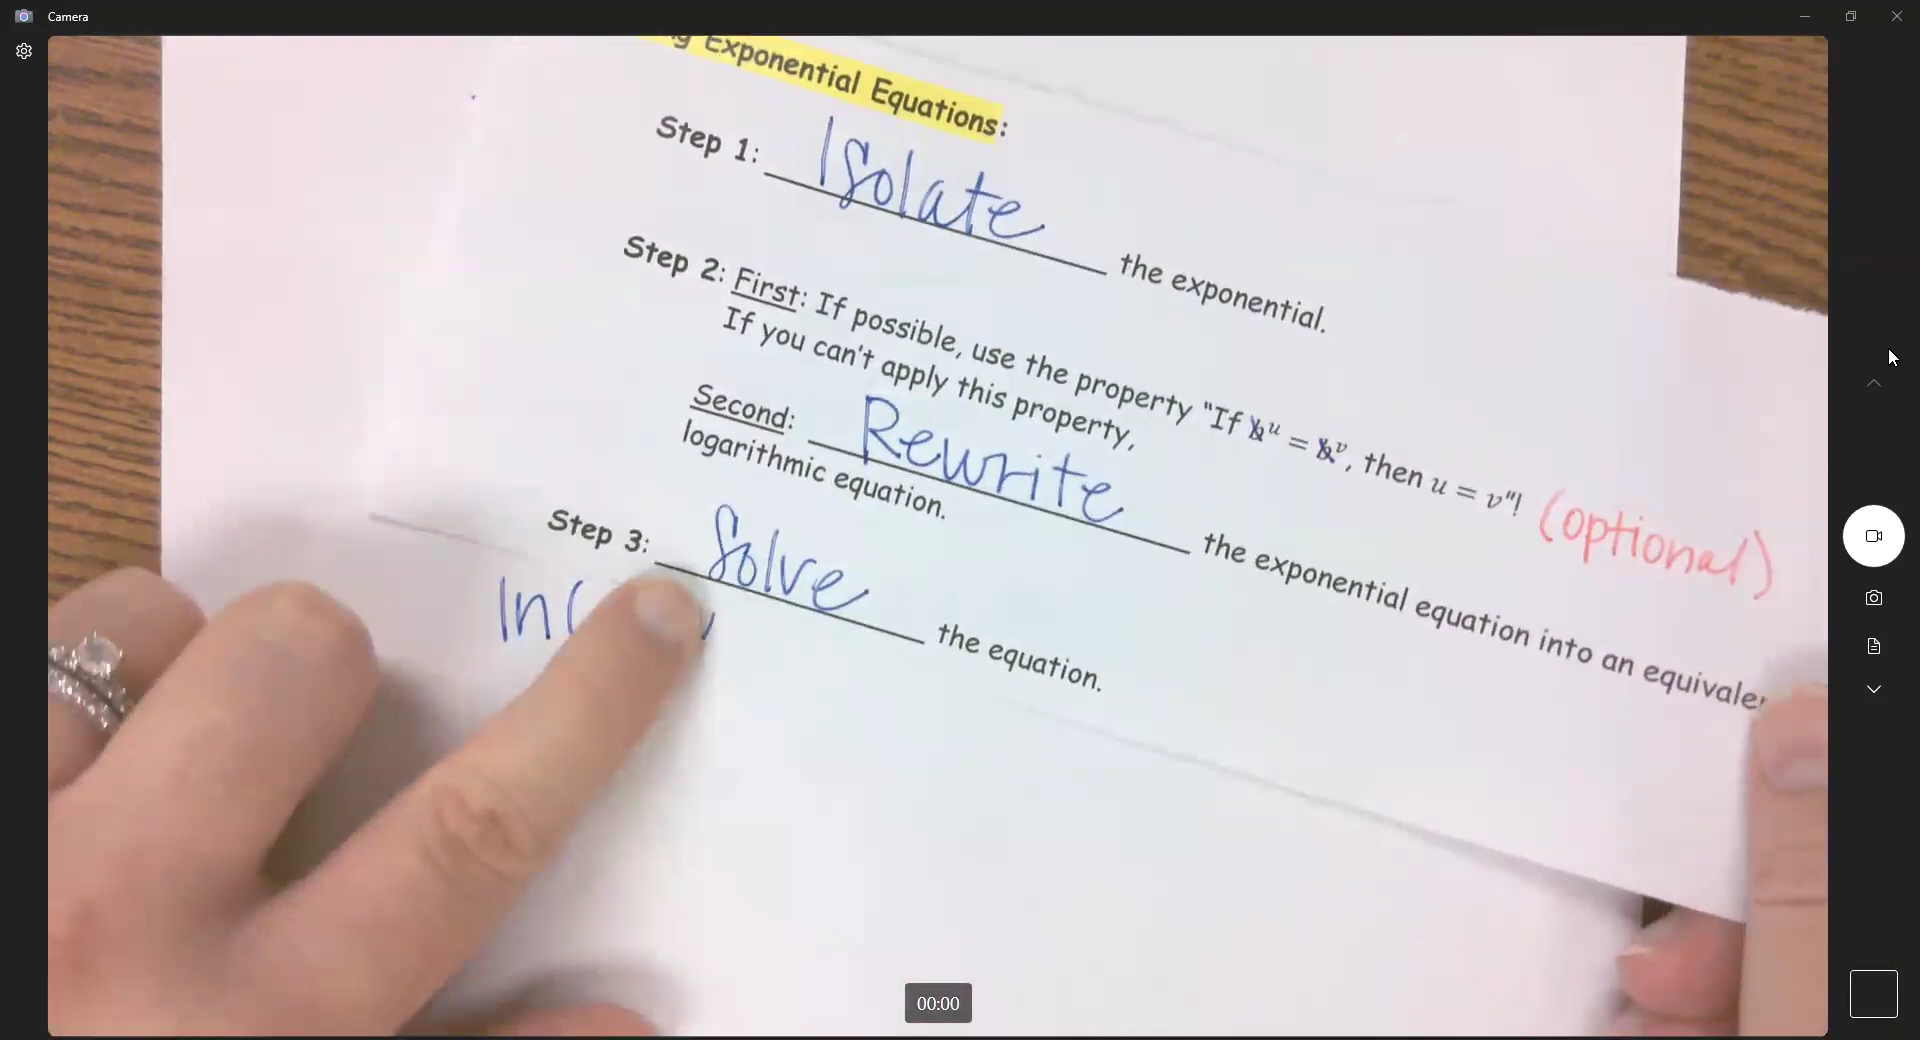 Camera
Exponential Equations:
Step 1: Isolate the exponential.
Step 2: First: If possible, use the property "If bᵘ = bᵛ, then u = v"! (optional)
If you can't apply this property,
Second: Rewrite the exponential equation into an
logarithmic equation.
Step 3: Solve the equation.
ln(
00:00